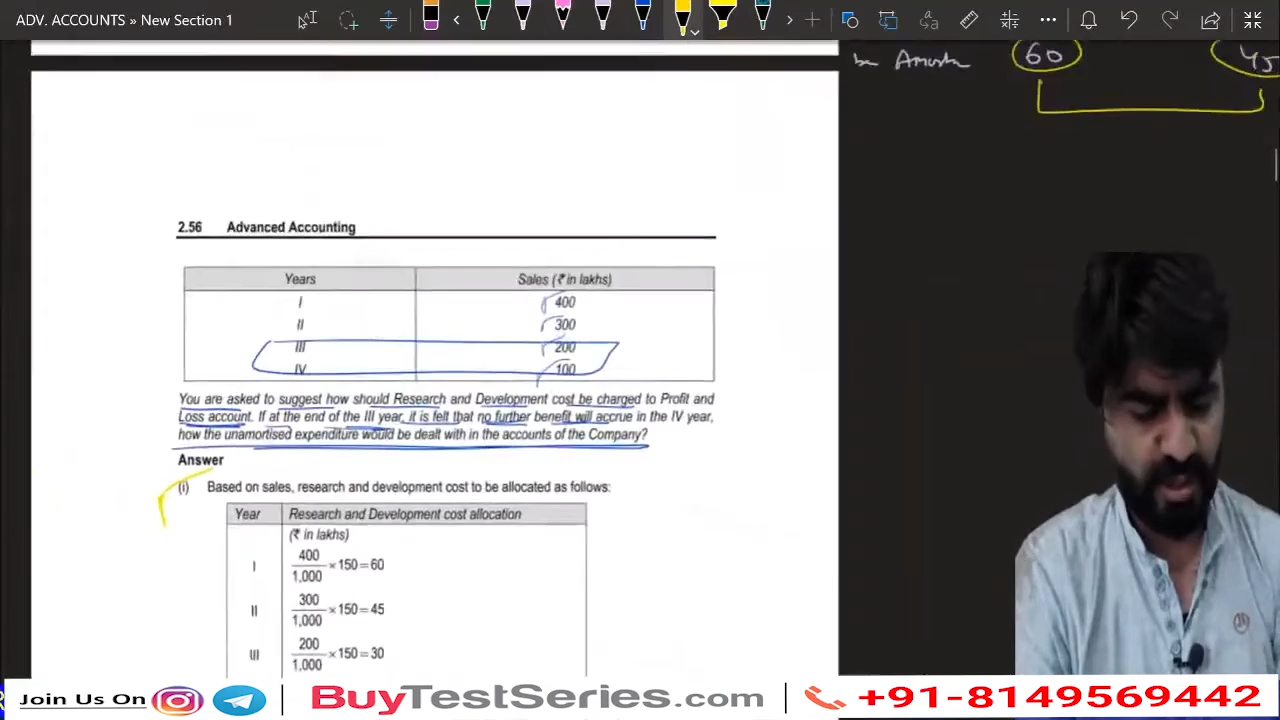 ADV. ACCOUNTS » New Section 1
60 45
2.56 Advanced Accounting
Years Sales (₹ in lakhs)
I 400
II 300
III 200
IV 100
You are asked to suggest how should Research and Development cost be charged to Profit and
Loss account. If at the end of the III year, it is felt that no further benefit will accrue in the IV year,
how the unamortised expenditure would be dealt with in the accounts of the Company?
Answer
(i) Based on sales, research and development cost to be allocated as follows:
Year Research and Development cost allocation
(₹ in lakhs)
I 400/1,000 × 150 = 60
II 300/1,000 × 150 = 45
III 200/1,000 × 150 = 30
Join Us On BuyTestSeries.com +91-8149569442